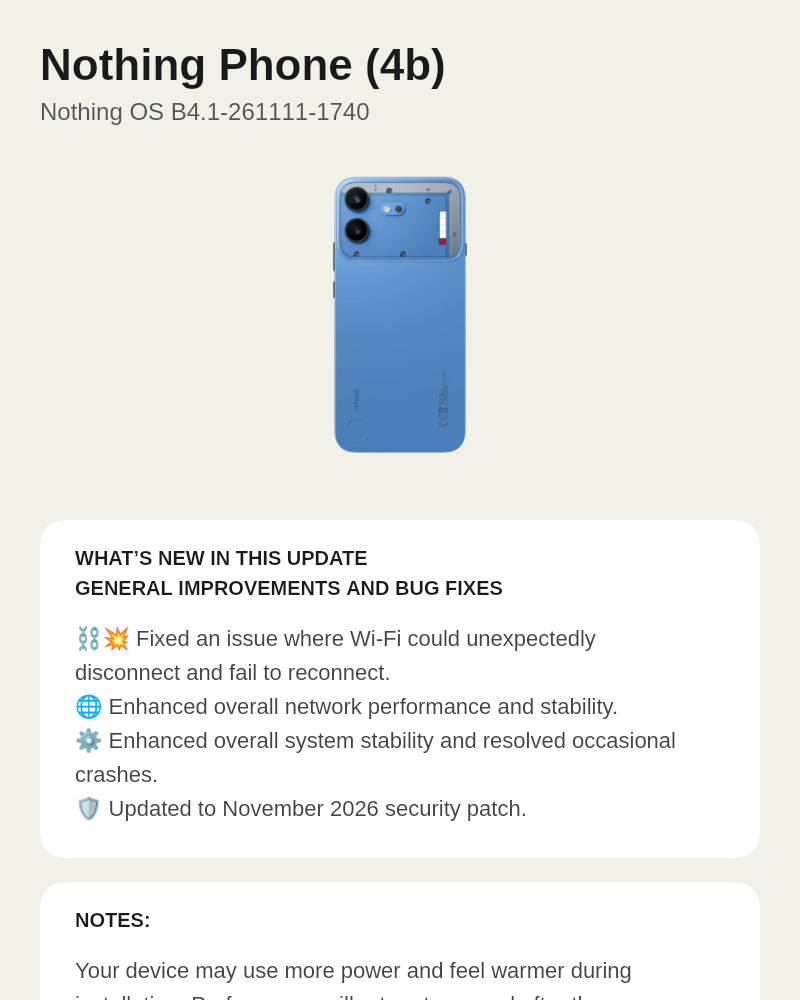 Nothing Phone (4b)
Nothing OS B4.1-261111-1740
WHAT’S NEW IN THIS UPDATE
GENERAL IMPROVEMENTS AND BUG FIXES
⛓️💥 Fixed an issue where Wi-Fi could unexpectedly
disconnect and fail to reconnect.
🌐 Enhanced overall network performance and stability.
⚙️ Enhanced overall system stability and resolved occasional
crashes.
🛡️ Updated to November 2026 security patch.
NOTES:
Your device may use more power and feel warmer during